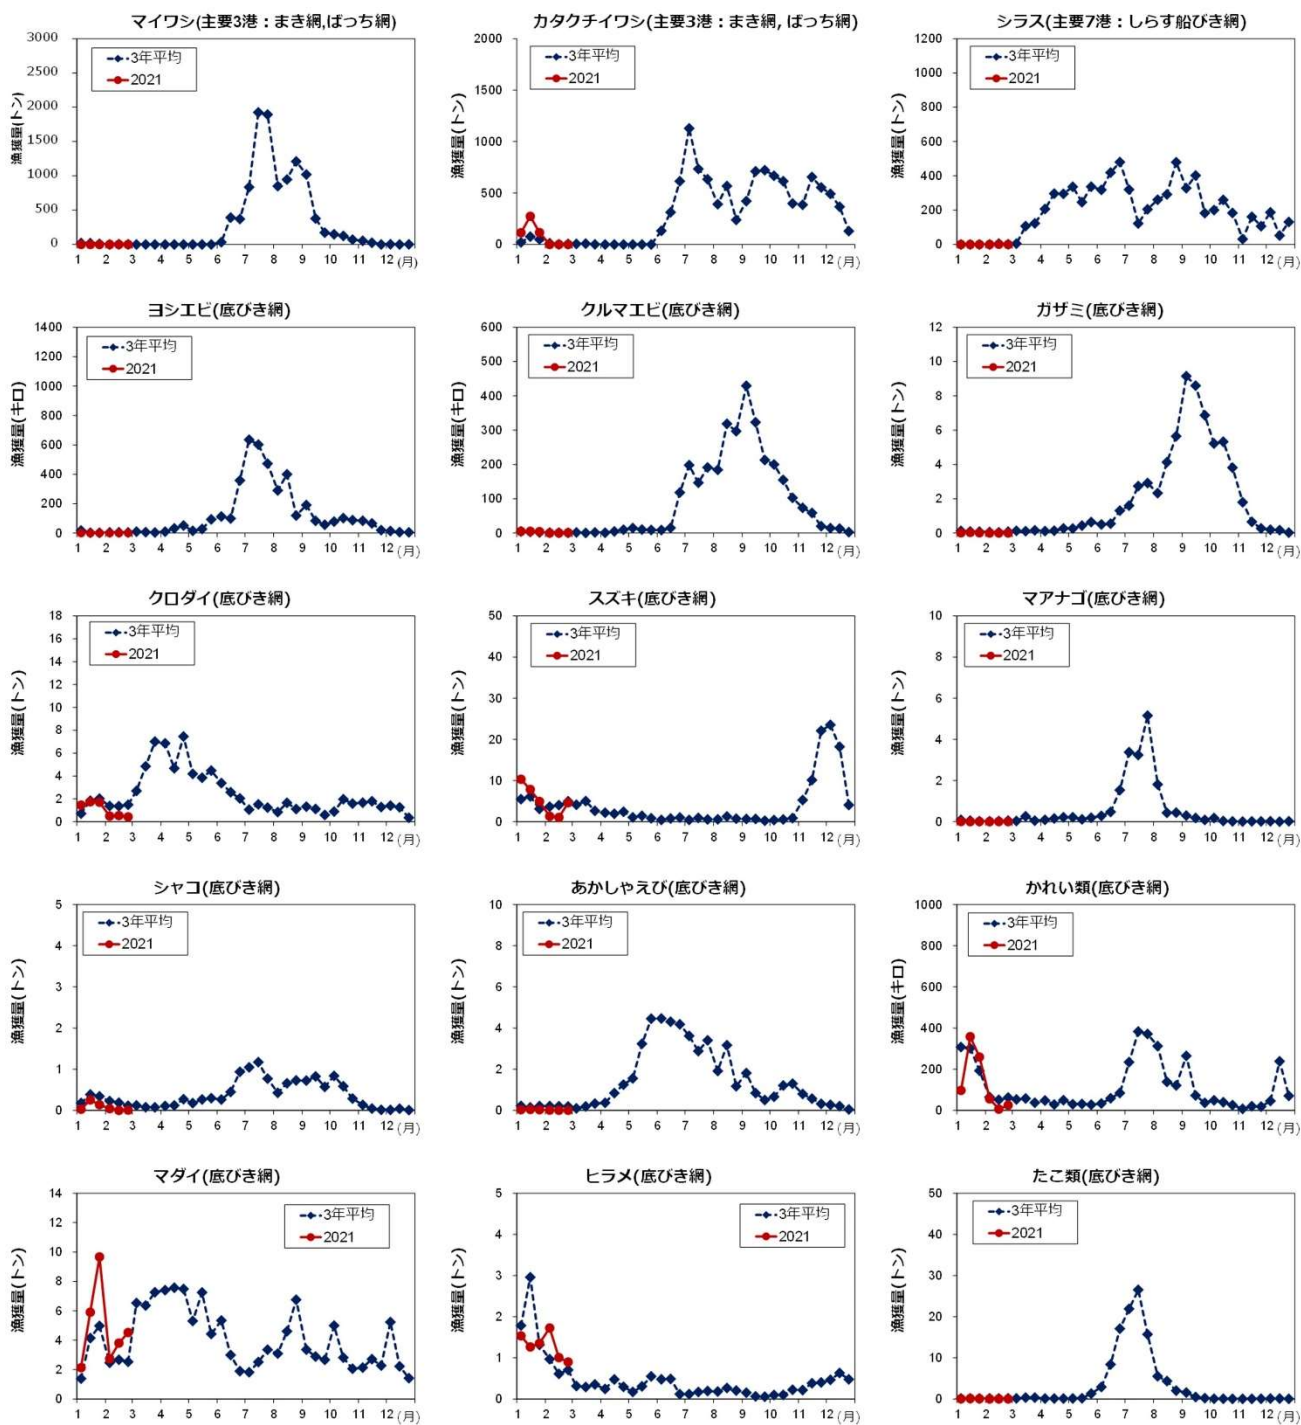 マイワシ(主要3港：まき網,ばっち網)
漁獲量(トン)
3000
2500
2000
1500
1000
500
0
3年平均
2021
1 2 3 4 5 6 7 8 9 10 11 12 (月)
カタクチイワシ(主要3港：まき網, ばっち網)
漁獲量(トン)
2000
1500
1000
500
0
3年平均
2021
1 2 3 4 5 6 7 8 9 10 11 12 (月)
シラス(主要7港：しらす船びき網)
漁獲量(トン)
1200
1000
800
600
400
200
0
3年平均
2021
1 2 3 4 5 6 7 8 9 10 11 12 (月)
ヨシエビ(底びき網)
漁獲量(キロ)
1400
1200
1000
800
600
400
200
0
3年平均
2021
1 2 3 4 5 6 7 8 9 10 11 12 (月)
クルマエビ(底びき網)
漁獲量(キロ)
600
500
400
300
200
100
0
3年平均
2021
1 2 3 4 5 6 7 8 9 10 11 12 (月)
ガザミ(底びき網)
漁獲量(トン)
12
10
8
6
4
2
0
3年平均
2021
1 2 3 4 5 6 7 8 9 10 11 12 (月)
クロダイ(底びき網)
漁獲量(トン)
18
16
14
12
10
8
6
4
2
0
3年平均
2021
1 2 3 4 5 6 7 8 9 10 11 12 (月)
スズキ(底びき網)
漁獲量(トン)
50
40
30
20
10
0
3年平均
2021
1 2 3 4 5 6 7 8 9 10 11 12 (月)
マアナゴ(底びき網)
漁獲量(トン)
10
8
6
4
2
0
3年平均
2021
1 2 3 4 5 6 7 8 9 10 11 12 (月)
シャコ(底びき網)
漁獲量(トン)
5
4
3
2
1
0
3年平均
2021
1 2 3 4 5 6 7 8 9 10 11 12 (月)
あかしゃえび(底びき網)
漁獲量(トン)
10
8
6
4
2
0
3年平均
2021
1 2 3 4 5 6 7 8 9 10 11 12 (月)
かれい類(底びき網)
漁獲量(キロ)
1000
800
600
400
200
0
3年平均
2021
1 2 3 4 5 6 7 8 9 10 11 12 (月)
マダイ(底びき網)
漁獲量(トン)
14
12
10
8
6
4
2
0
3年平均
2021
1 2 3 4 5 6 7 8 9 10 11 12 (月)
ヒラメ(底びき網)
漁獲量(トン)
5
4
3
2
1
0
3年平均
2021
1 2 3 4 5 6 7 8 9 10 11 12 (月)
たこ類(底びき網)
漁獲量(トン)
50
40
30
20
10
0
3年平均
2021
1 2 3 4 5 6 7 8 9 10 11 12 (月)